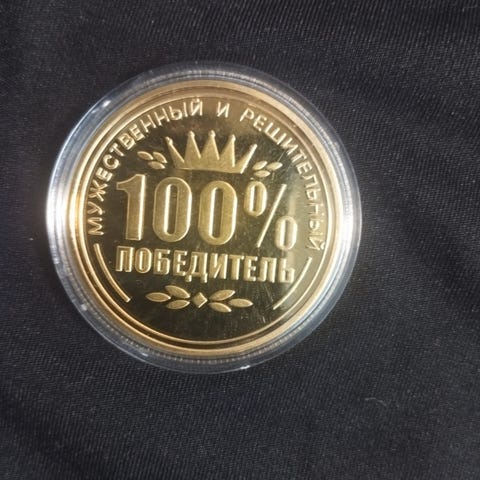 МУЖЕСТВЕННЫЙ И РЕШИТЕЛЬНЫЙ
100%
ПОБЕДИТЕЛЬ